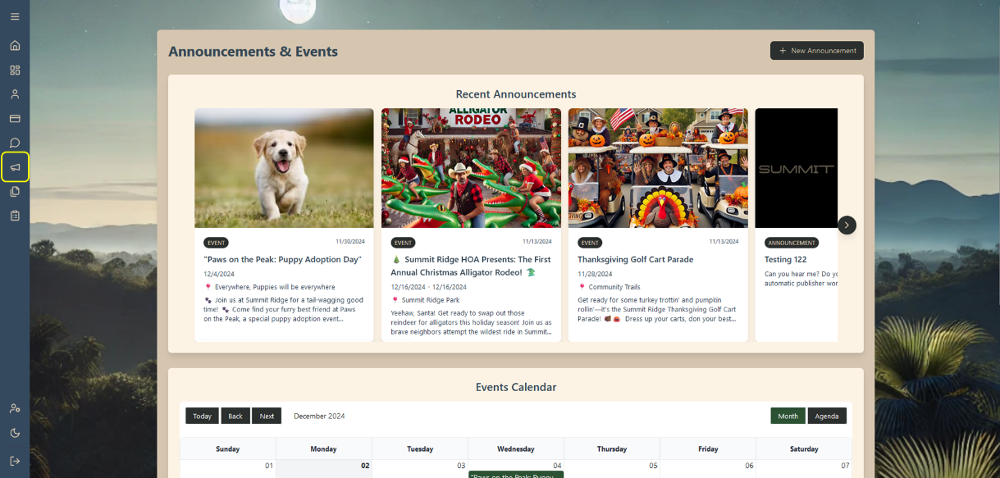 Announcements & Events
New Announcement
Recent Announcements
ALLIGATOR
RODEO
SUMMIT
EVENT 11/30/2024
"Paws on the Peak: Puppy Adoption Day"
12/4/2024
Everywhere, Puppies will be everywhere
🐾 Join us at Summit Ridge for a tail-wagging good
time! 🐾 Come find your furry best friend at Paws
on the Peak, a special puppy adoption event...
EVENT 11/13/2024
🎄 Summit Ridge HOA Presents: The First
Annual Christmas Alligator Rodeo! 🐊
12/16/2024 - 12/16/2024
Summit Ridge Park
Yeehaw, Santa! Get ready to swap out those
reindeer for alligators this holiday season! Join us as
brave neighbors attempt the wildest ride in Summit...
EVENT 11/13/2024
Thanksgiving Golf Cart Parade
11/28/2024
Community Trails
Get ready for some turkey trottin' and pumpkin
rollin'—it's the Summit Ridge Thanksgiving Golf Cart
Parade! 🦃🎃 Dress up your carts, don your best...
ANNOUNCEMENT
Testing 122
Can you hear me? Do yo
automatic publisher wor
Events Calendar
Today Back Next December 2024 Month Agenda
Sunday Monday Tuesday Wednesday Thursday Friday Saturday
01 02 03 04 05 06 07
"Paws on the Peak: Puppy